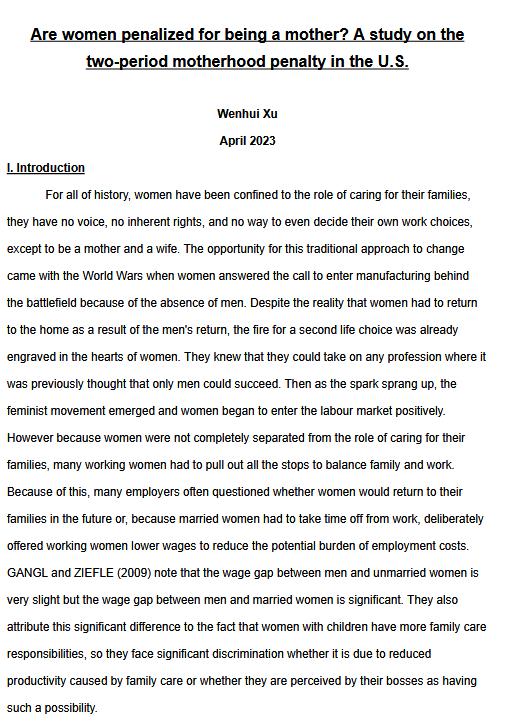 Are women penalized for being a mother? A study on the
two-period motherhood penalty in the U.S.
Wenhui Xu
April 2023
I. Introduction
For all of history, women have been confined to the role of caring for their families,
they have no voice, no inherent rights, and no way to even decide their own work choices,
except to be a mother and a wife. The opportunity for this traditional approach to change
came with the World Wars when women answered the call to enter manufacturing behind
the battlefield because of the absence of men. Despite the reality that women had to return
to the home as a result of the men's return, the fire for a second life choice was already
engraved in the hearts of women. They knew that they could take on any profession where it
was previously thought that only men could succeed. Then as the spark sprang up, the
feminist movement emerged and women began to enter the labour market positively.
However because women were not completely separated from the role of caring for their
families, many working women had to pull out all the stops to balance family and work.
Because of this, many employers often questioned whether women would return to their
families in the future or, because married women had to take time off from work, deliberately
offered working women lower wages to reduce the potential burden of employment costs.
GANGL and ZIEFLE (2009) note that the wage gap between men and unmarried women is
very slight but the wage gap between men and married women is significant. They also
attribute this significant difference to the fact that women with children have more family care
responsibilities, so they face significant discrimination whether it is due to reduced
productivity caused by family care or whether they are perceived by their bosses as having
such a possibility.